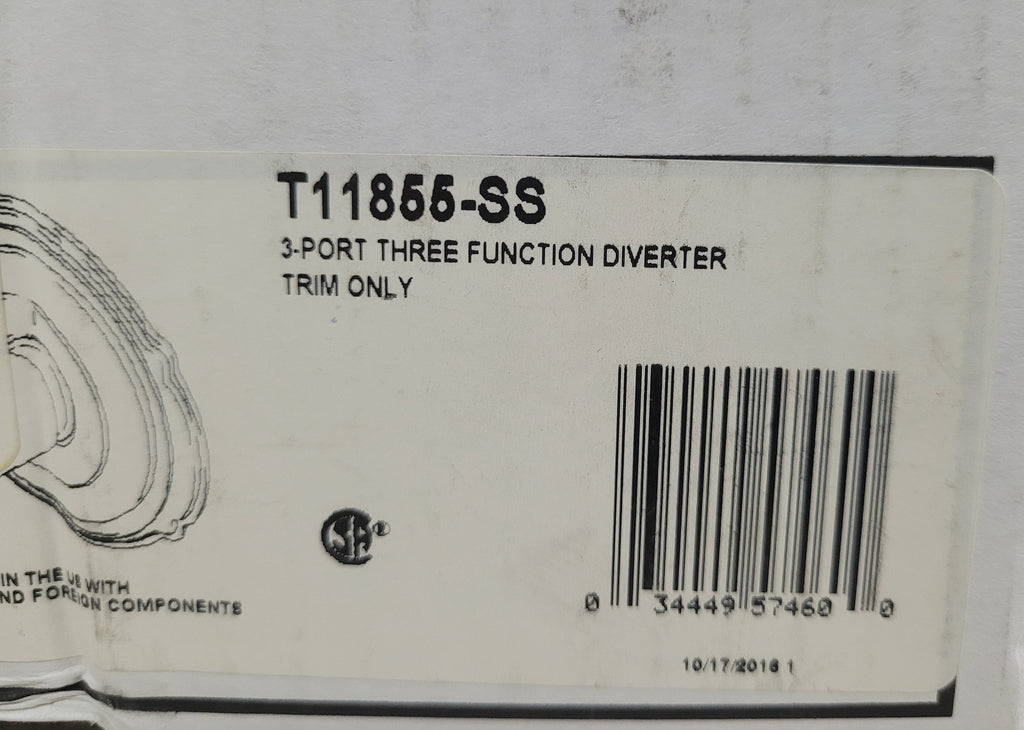 T11855-SS
3-PORT THREE FUNCTION DIVERTER
TRIM ONLY
SA®
IN THE US WITH
ND FOREIGN COMPONENTS
0 34449 57460 0
10/17/2016 1